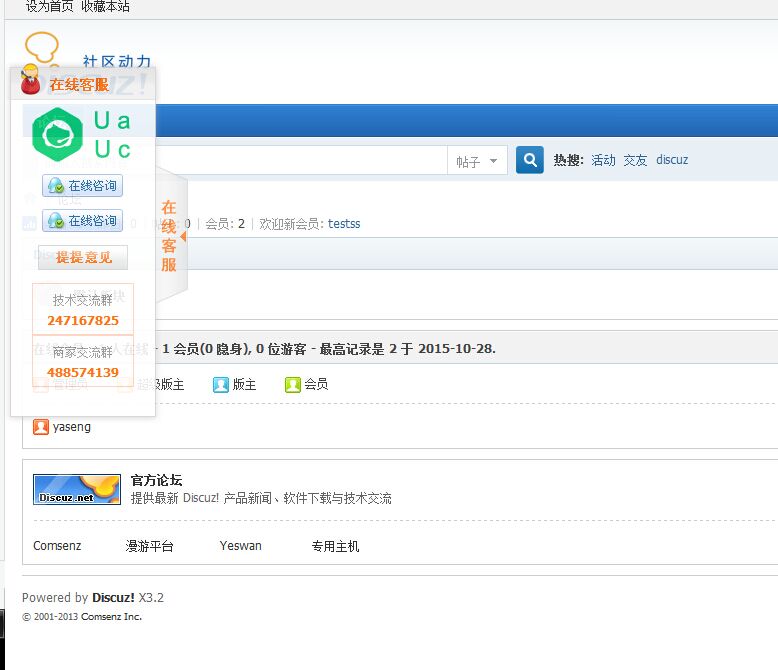 设为首页 收藏本站
社区动力
DISCUZ!
在线客服
U a
U c
帖子
热搜: 活动 交友 discuz
在线咨询
论坛
在线咨询
0 | 会员: 2 | 欢迎新会员: testss
在线客服
提提意见
技术交流群
247167825
人在线 - 1 会员(0 隐身), 0 位游客 - 最高记录是 2 于 2015-10-28.
商家交流群
488574139
管理员 超级版主 版主 会员
yaseng
Discuz.net
官方论坛
提供最新 Discuz! 产品新闻、软件下载与技术交流
Comsenz 漫游平台 Yeswan 专用主机
Powered by Discuz! X3.2
© 2001-2013 Comsenz Inc.